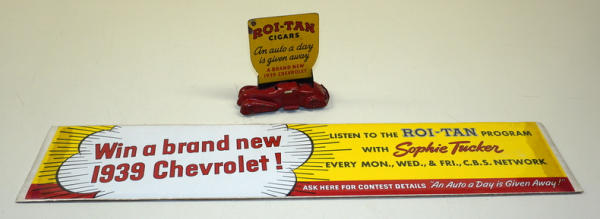 ROI-TAN
CIGARS
An auto a day
is given away
A BRAND NEW
1939 CHEVROLET
Win a brand new
1939 Chevrolet!
LISTEN TO THE ROI-TAN PROGRAM
WITH Sophie Tucker
EVERY MON., WED., & FRI., C.B.S. NETWORK
ASK HERE FOR CONTEST DETAILS "An Auto a Day is Given Away!"